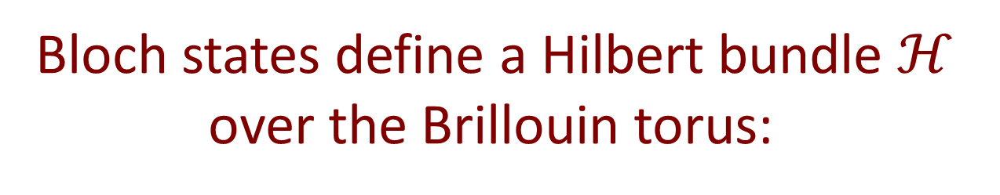 Bloch states define a Hilbert bundle ℋ
over the Brillouin torus: